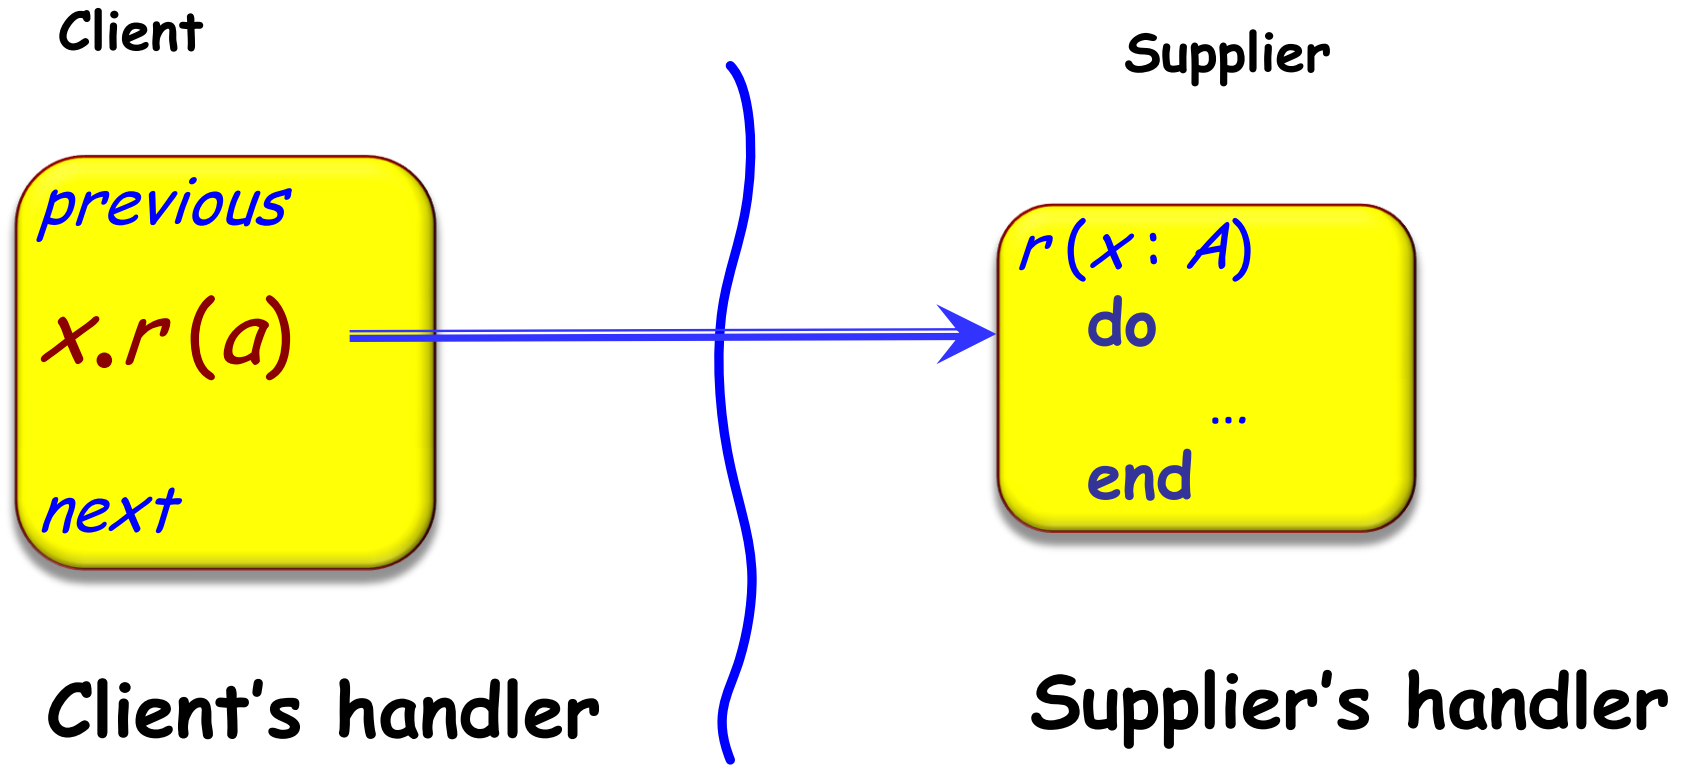 Client
Supplier
previous
x.r (a)
next
r (x : A)
do
...
end
Client’s handler
Supplier’s handler